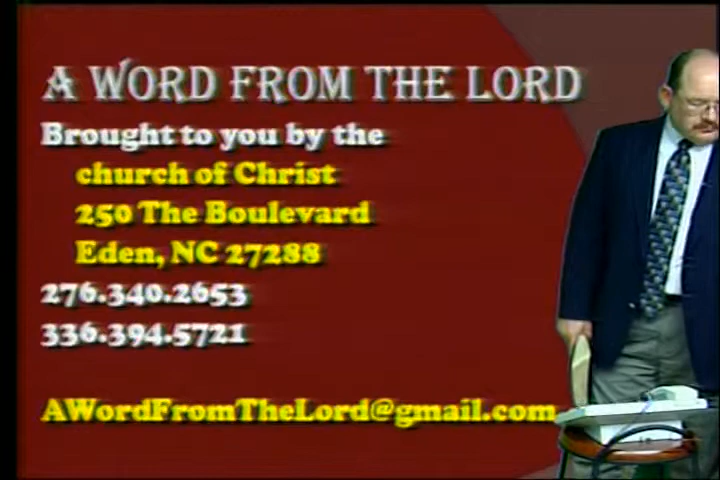 A WORD FROM THE LORD
Brought to you by the
church of Christ
250 The Boulevard
Eden, NC 27288
276.340.2653
336.394.5721
AWordFromTheLord@gmail.com